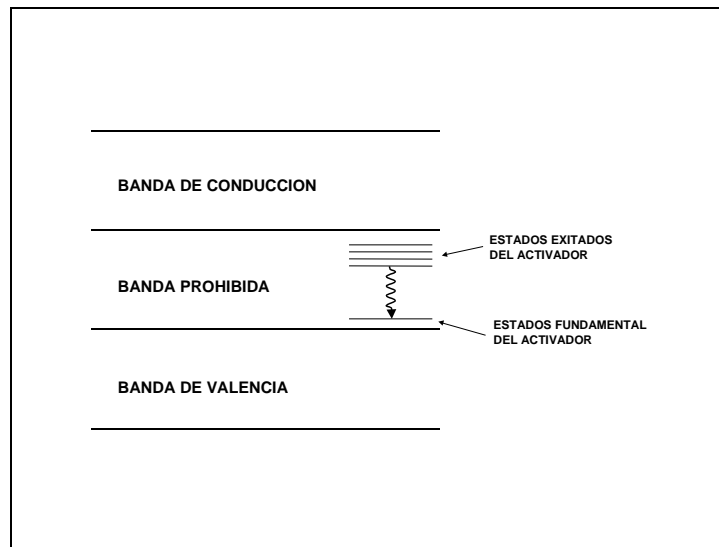 BANDA DE CONDUCCION
ESTADOS EXITADOS
DEL ACTIVADOR
BANDA PROHIBIDA
ESTADOS FUNDAMENTAL
DEL ACTIVADOR
BANDA DE VALENCIA